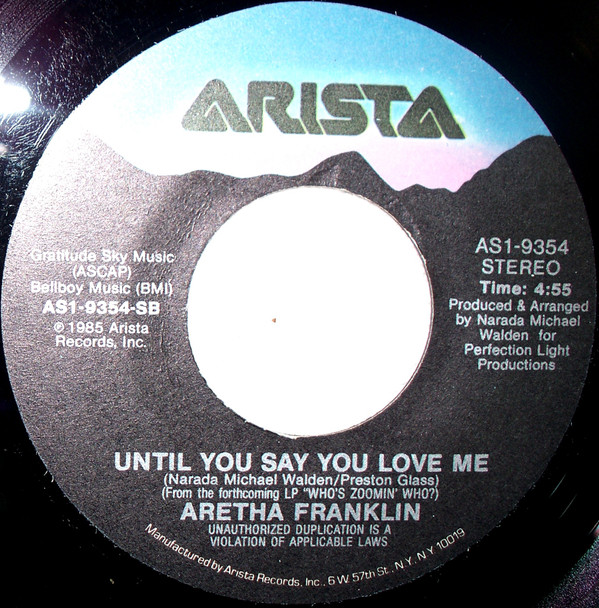 ARISTA
Gratitude Sky Music
(ASCAP)
Bellboy Music (BMI)
AS1-9354-SB
℗ 1985 Arista
Records, Inc.
AS1-9354
STEREO
Time: 4:55
Produced & Arranged
by Narada Michael
Walden for
Perfection Light
Productions
UNTIL YOU SAY YOU LOVE ME
(Narada Michael Walden/Preston Glass)
(From the forthcoming LP "WHO'S ZOOMIN' WHO?)
ARETHA FRANKLIN
UNAUTHORIZED DUPLICATION IS A
VIOLATION OF APPLICABLE LAWS
Manufactured by Arista Records, Inc., 6 W. 57th St., N.Y. N.Y. 10019